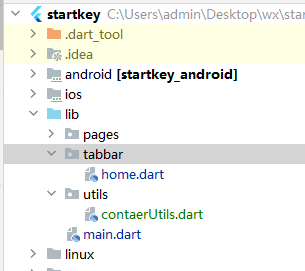 startkey C:\Users\admin\Desktop\wx\star
.dart_tool
.idea
android [startkey_android]
ios
lib
pages
tabbar
home.dart
utils
contaerUtils.dart
main.dart
linux